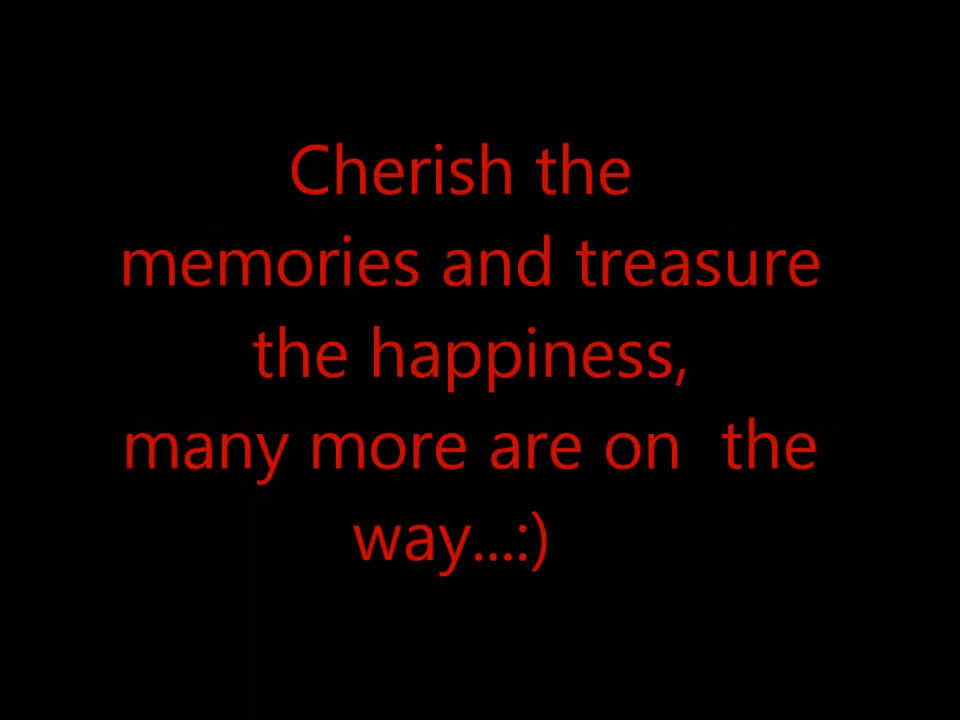 Cherish the
memories and treasure
the happiness,
many more are on  the
way...:)